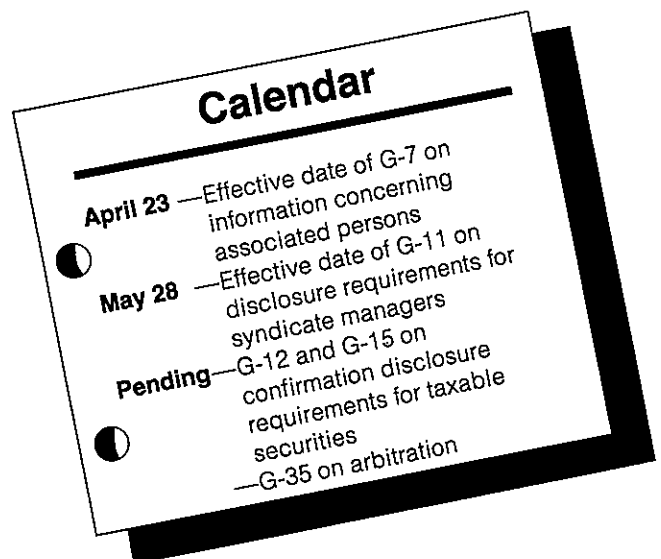 Calendar
April 23 —Effective date of G-7 on
information concerning
associated persons
May 28 —Effective date of G-11 on
disclosure requirements for
syndicate managers
Pending—G-12 and G-15 on
confirmation disclosure
requirements for taxable
securities
—G-35 on arbitration